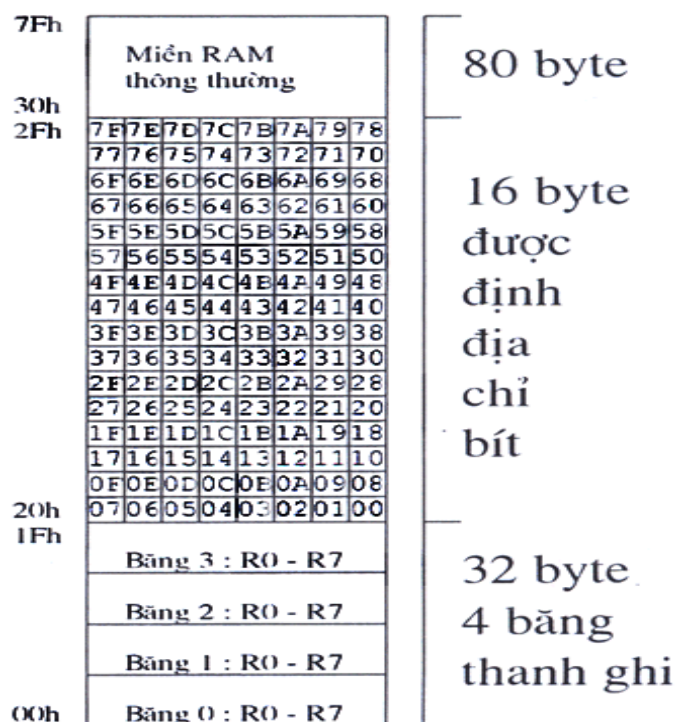 7Fh
Miền RAM
thông thường
80 byte
30h
2Fh
7F 7E 7D 7C 7B 7A 79 78
77 76 75 74 73 72 71 70
6F 6E 6D 6C 6B 6A 69 68
67 66 65 64 63 62 61 60
5F 5E 5D 5C 5B 5A 59 58
57 56 55 54 53 52 51 50
4F 4E 4D 4C 4B 4A 49 48
47 46 45 44 43 42 41 40
3F 3E 3D 3C 3B 3A 39 38
37 36 35 34 33 32 31 30
2F 2E 2D 2C 2B 2A 29 28
27 26 25 24 23 22 21 20
1F 1E 1D 1C 1B 1A 19 18
17 16 15 14 13 12 11 10
0F 0E 0D 0C 0B 0A 09 08
07 06 05 04 03 02 01 00
16 byte
được
định
địa
chỉ
bít
20h
1Fh
Băng 3 : R0 - R7
Băng 2 : R0 - R7
Băng 1 : R0 - R7
00h
Băng 0 : R0 - R7
32 byte
4 băng
thanh ghi